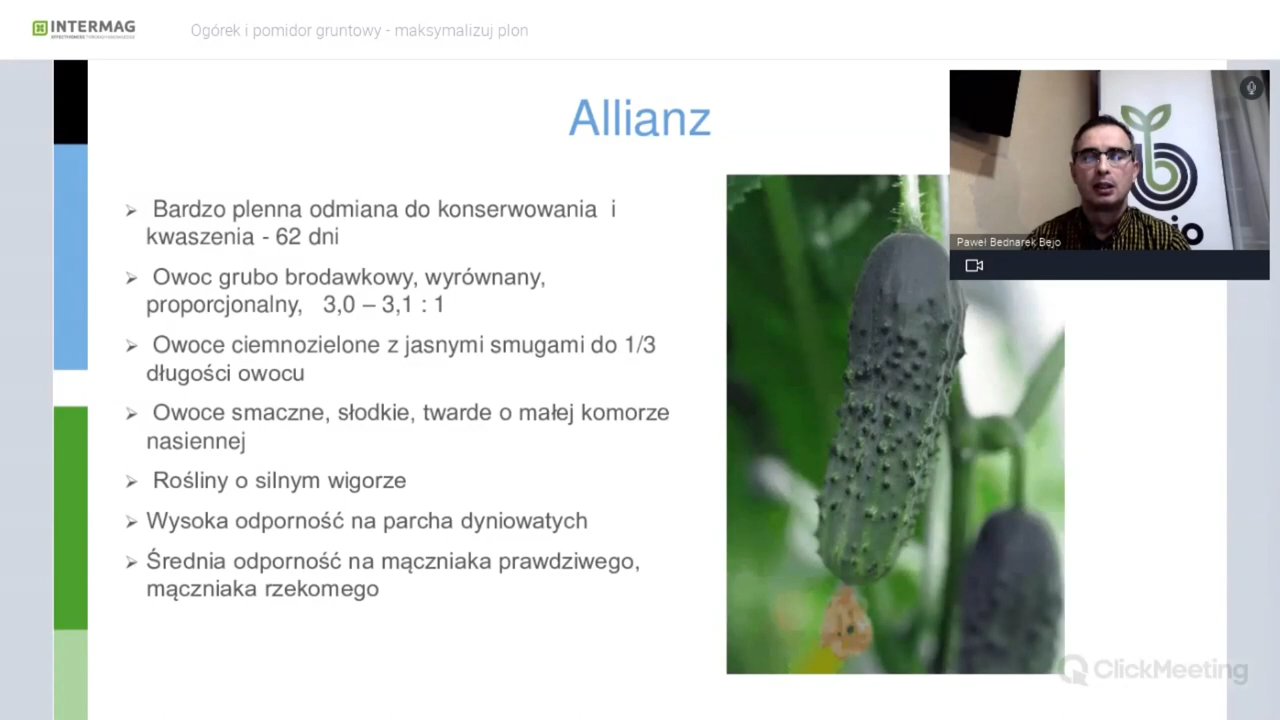 INTERMAG
Ogórek i pomidor gruntowy - maksymalizuj plon
Allianz
Bardzo plenna odmiana do konserwowania i
kwaszenia - 62 dni
Owoc grubo brodawkowy, wyrównany,
proporcjonalny, 3,0 – 3,1 : 1
Owoce ciemnozielone z jasnymi smugami do 1/3
długości owocu
Owoce smaczne, słodkie, twarde o małej komorze
nasiennej
Rośliny o silnym wigorze
Wysoka odporność na parcha dyniowatych
Średnia odporność na mączniaka prawdziwego,
mączniaka rzekomego
Paweł Bednarek Bejo
ClickMeeting